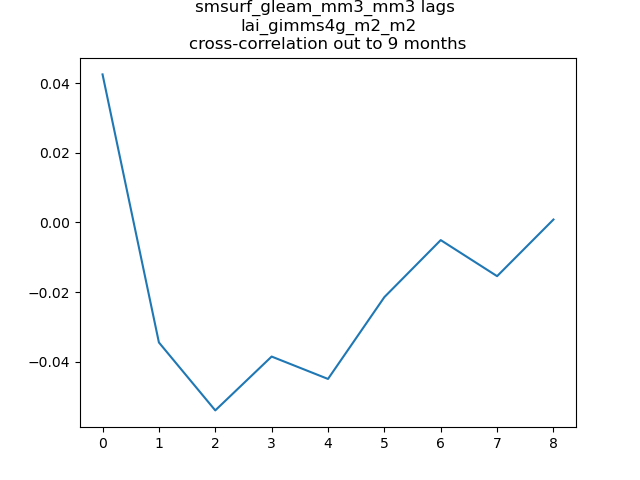 smsurf_gleam_mm3_mm3 lags
lai_gimms4g_m2_m2
cross-correlation out to 9 months
0.04
0.02
0.00
−0.02
−0.04
0 1 2 3 4 5 6 7 8